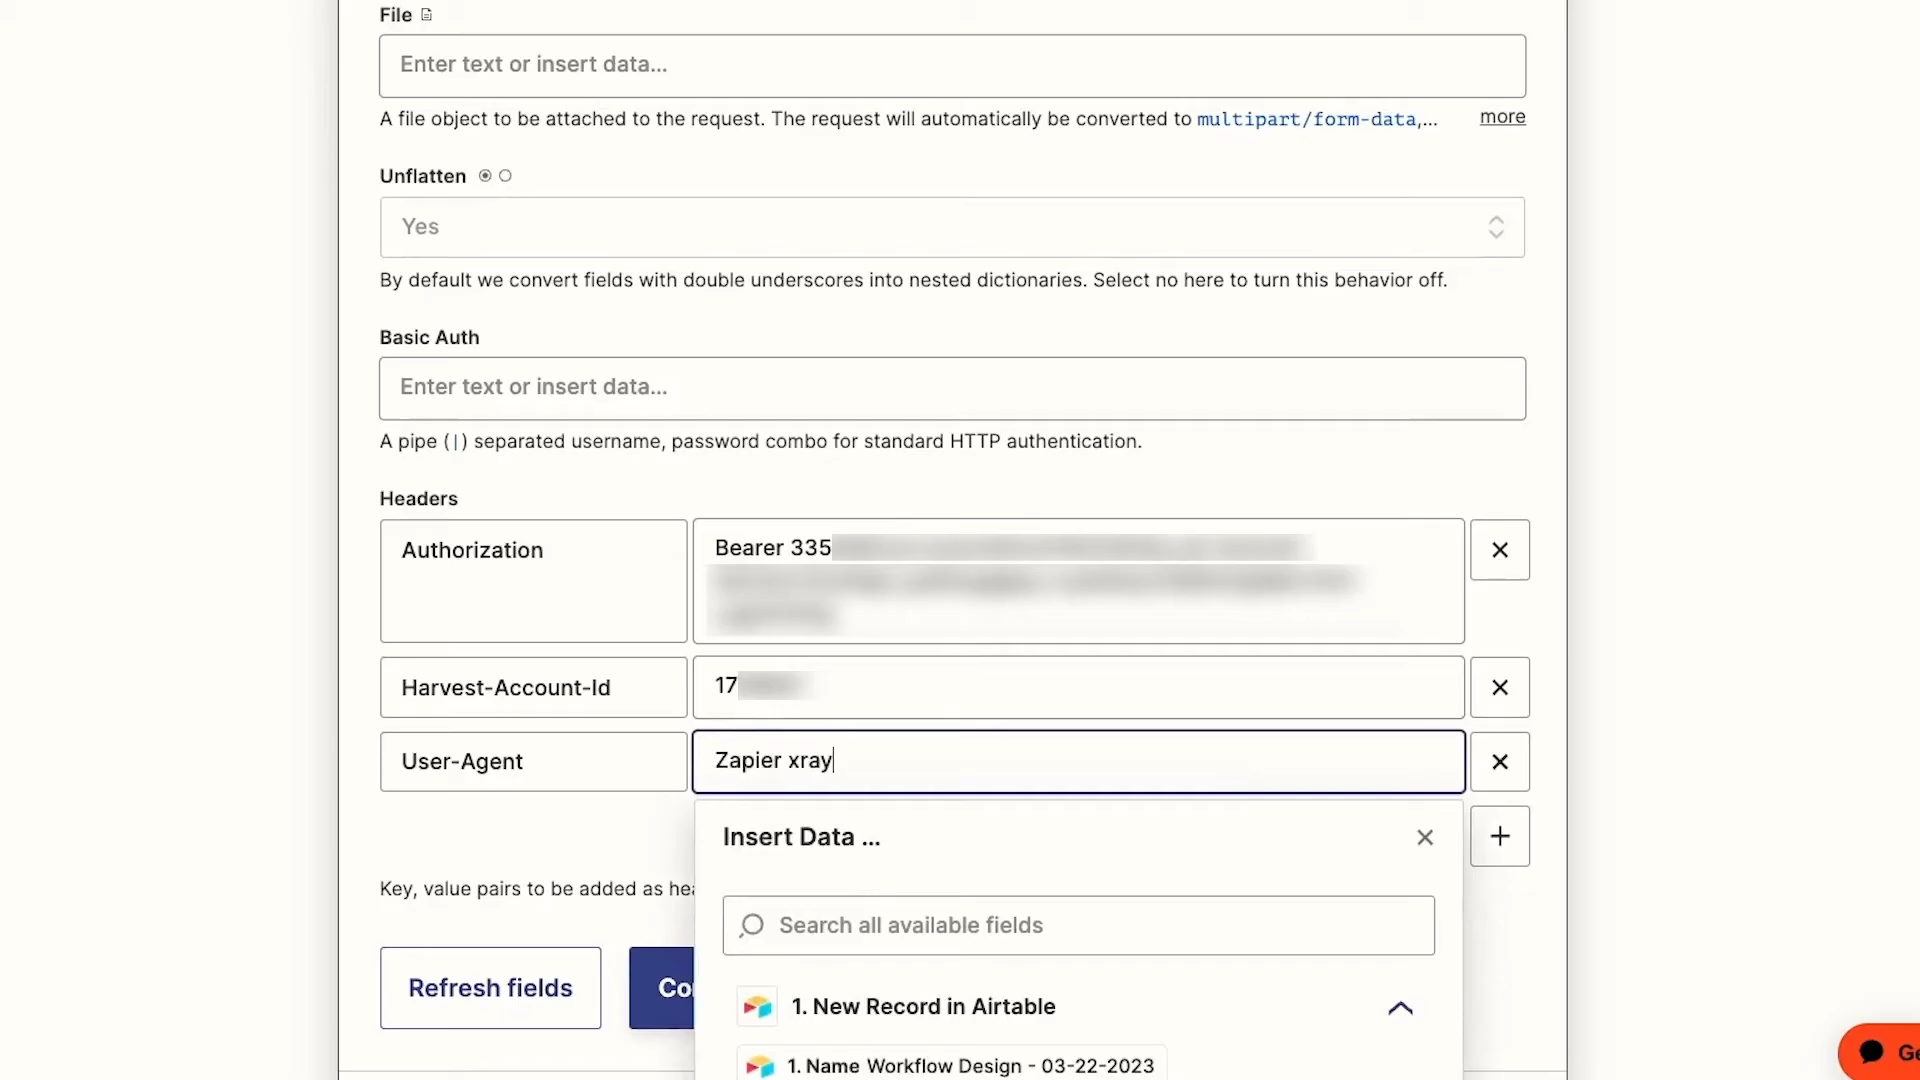 File
Enter text or insert data...
A file object to be attached to the request. The request will automatically be converted to multipart/form-data,... more
Unflatten
Yes
By default we convert fields with double underscores into nested dictionaries. Select no here to turn this behavior off.
Basic Auth
Enter text or insert data...
A pipe (|) separated username, password combo for standard HTTP authentication.
Headers
Authorization
Bearer 335
Harvest-Account-Id
17
User-Agent
Zapier xray
Insert Data ...
Key, value pairs to be added as
Search all available fields
Refresh fields
1. New Record in Airtable
1. Name Workflow Design - 03-22-2023